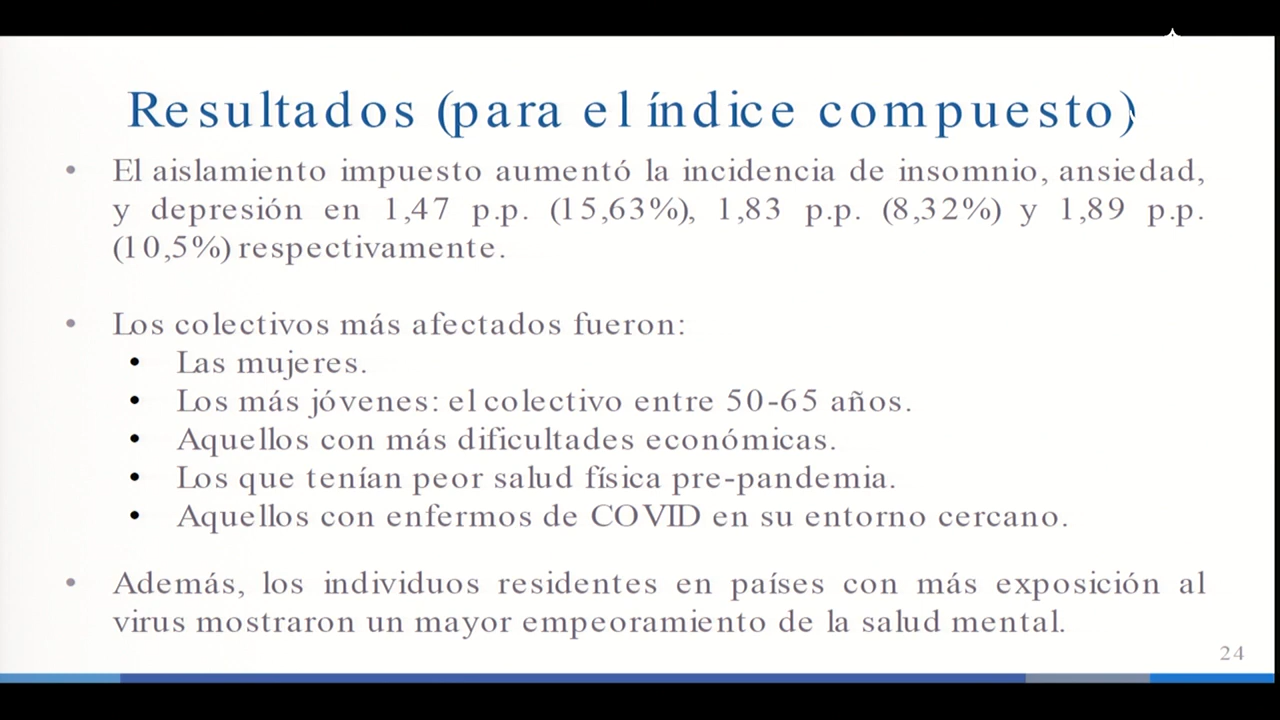 Resultados (para el índice compuesto)
• El aislamiento impuesto aumentó la incidencia de insomnio, ansiedad,
y depresión en 1,47 p.p. (15,63%), 1,83 p.p. (8,32%) y 1,89 p.p.
(10,5%) respectivamente.
• Los colectivos más afectados fueron:
• Las mujeres.
• Los más jóvenes: el colectivo entre 50-65 años.
• Aquellos con más dificultades económicas.
• Los que tenían peor salud física pre-pandemia.
• Aquellos con enfermos de COVID en su entorno cercano.
• Además, los individuos residentes en países con más exposición al
virus mostraron un mayor empeoramiento de la salud mental.
24